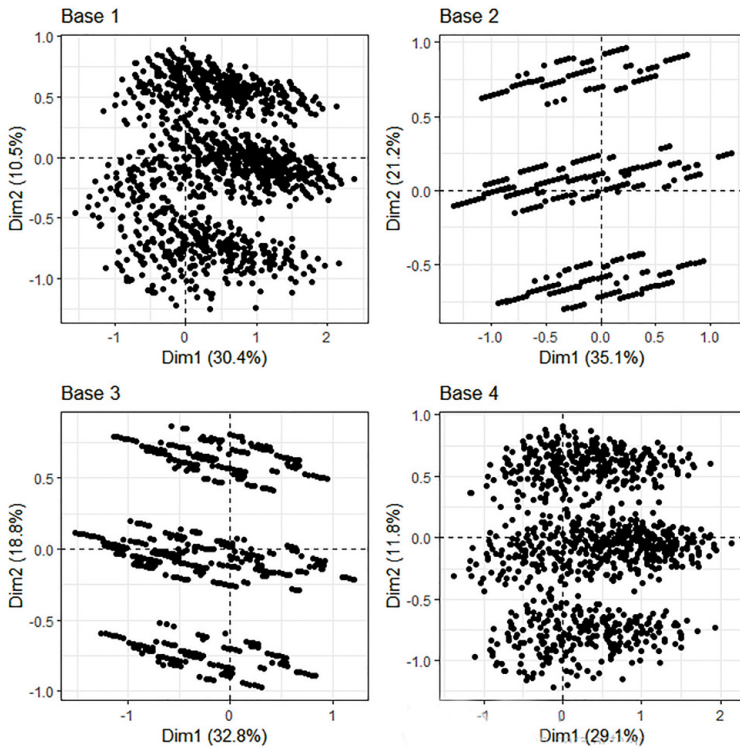 Base 1
1.0
0.5
0.0
-0.5
-1.0
Dim2 (10.5%)
-1
0
1
2
Dim1 (30.4%)
Base 2
1.0
0.5
0.0
-0.5
Dim2 (21.2%)
-1.0
-0.5
0.0
0.5
1.0
Dim1 (35.1%)
Base 3
0.5
0.0
-0.5
-1.0
Dim2 (18.8%)
-1
0
1
Dim1 (32.8%)
Base 4
1.0
0.5
0.0
-0.5
-1.0
Dim2 (11.8%)
-1
0
1
2
Dim1 (29.1%)